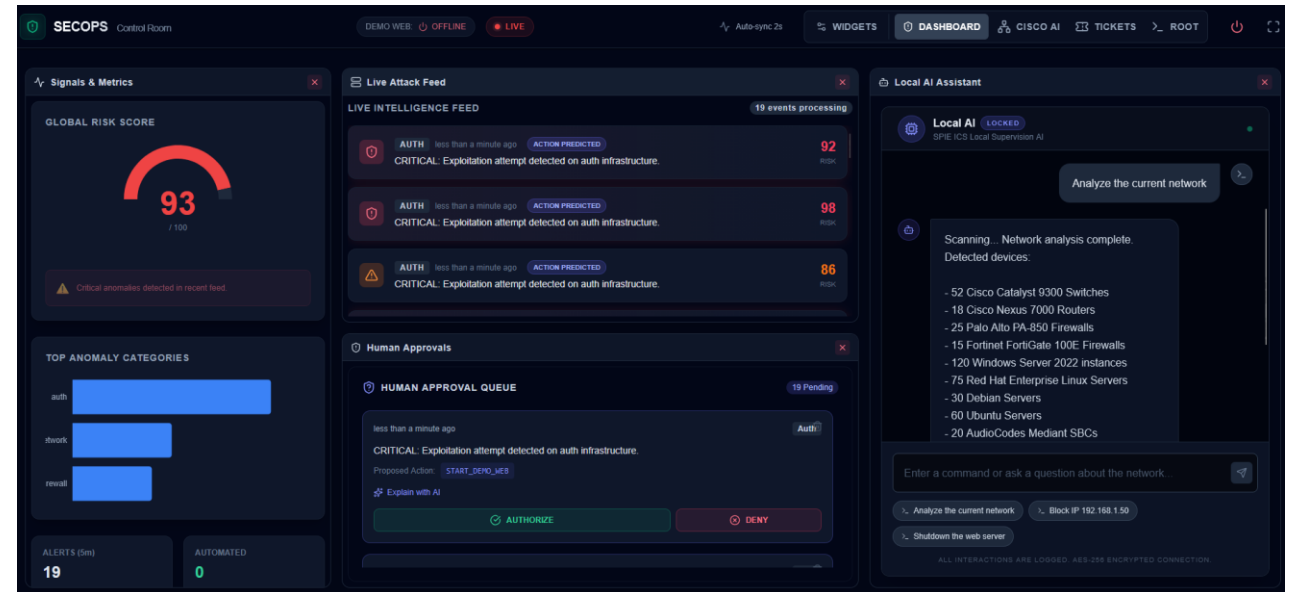 SECOPS Control Room
DEMO WEB: OFFLINE
LIVE
Auto-sync 2s
WIDGETS
DASHBOARD
CISCO AI
TICKETS
>_ ROOT
Signals & Metrics
GLOBAL RISK SCORE
93
/ 100
Critical anomalies detected in recent feed.
TOP ANOMALY CATEGORIES
auth
etwork
rewall
ALERTS (5m)
19
AUTOMATED
0
Live Attack Feed
LIVE INTELLIGENCE FEED
19 events processing
AUTH less than a minute ago ACTION PREDICTED
CRITICAL: Exploitation attempt detected on auth infrastructure.
92
RISK
AUTH less than a minute ago ACTION PREDICTED
CRITICAL: Exploitation attempt detected on auth infrastructure.
98
RISK
AUTH less than a minute ago ACTION PREDICTED
CRITICAL: Exploitation attempt detected on auth infrastructure.
86
RISK
Human Approvals
HUMAN APPROVAL QUEUE
19 Pending
less than a minute ago
Auth
CRITICAL: Exploitation attempt detected on auth infrastructure.
Proposed Action: START_DEMO_WEB
Explain with AI
AUTHORIZE
DENY
Local AI Assistant
Local AI LOCKED
SPIE ICS Local Supervision AI
Analyze the current network
>_
Scanning... Network analysis complete.
Detected devices:
- 52 Cisco Catalyst 9300 Switches
- 18 Cisco Nexus 7000 Routers
- 25 Palo Alto PA-850 Firewalls
- 15 Fortinet FortiGate 100E Firewalls
- 120 Windows Server 2022 instances
- 75 Red Hat Enterprise Linux Servers
- 30 Debian Servers
- 60 Ubuntu Servers
- 20 AudioCodes Mediant SBCs
Enter a command or ask a question about the network...
>_ Analyze the current network
>_ Block IP 192.168.1.50
>_ Shutdown the web server
ALL INTERACTIONS ARE LOGGED. AES-256 ENCRYPTED CONNECTION.